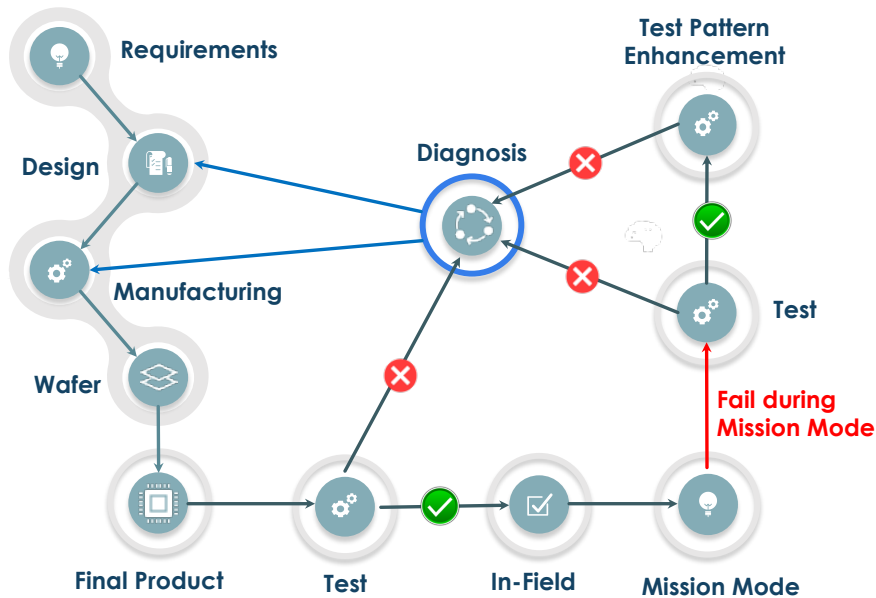 Requirements
Test Pattern
Enhancement
Design
Diagnosis
Manufacturing
Test
Wafer
Fail during
Mission Mode
Final Product
Test
In-Field
Mission Mode